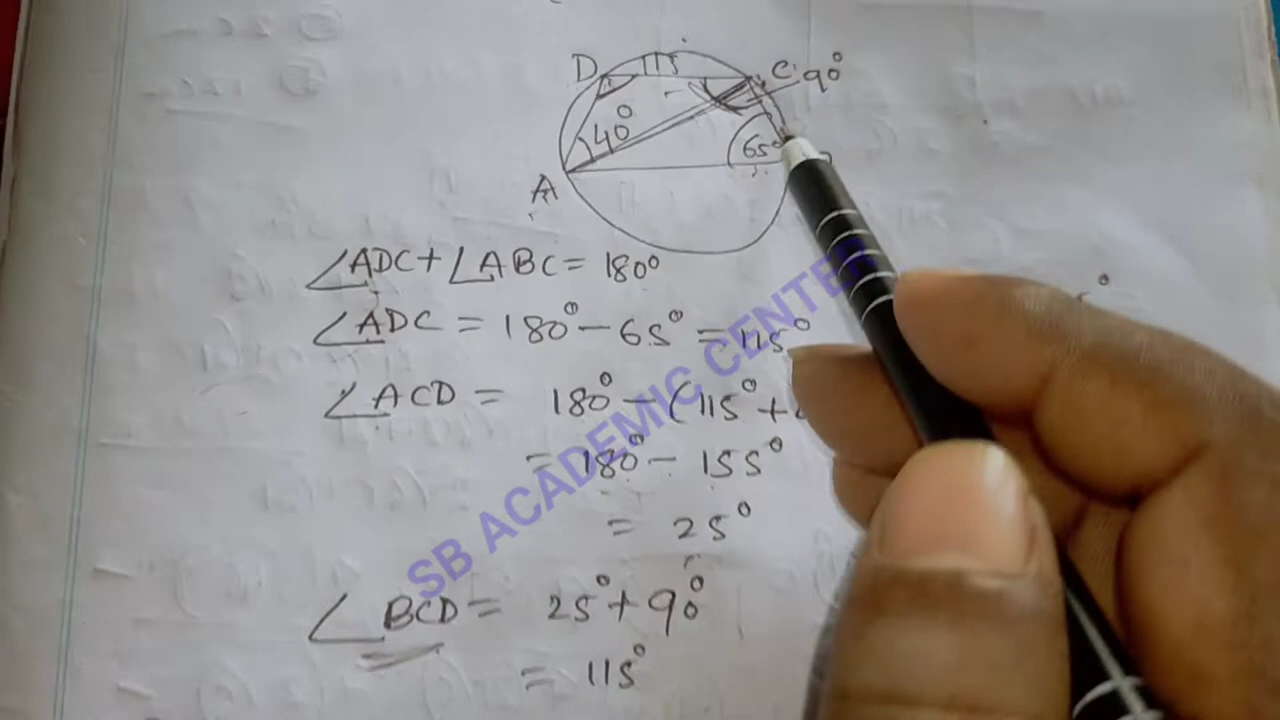 D 115 C 90°
40°
65°
A
∠ADC + ∠ABC = 180°
∠ADC = 180° - 65° = 115°
∠ACD = 180° - (115° +
= 180° - 155°
= 25°
∠BCD = 25° + 90°
= 115°
SB ACADEMIC CENTER